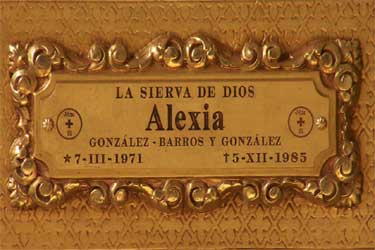 LA SIERVA DE DIOS
Alexia
GONZÁLEZ-BARROS Y GONZÁLEZ
★7-III-1971 †5-XII-1985